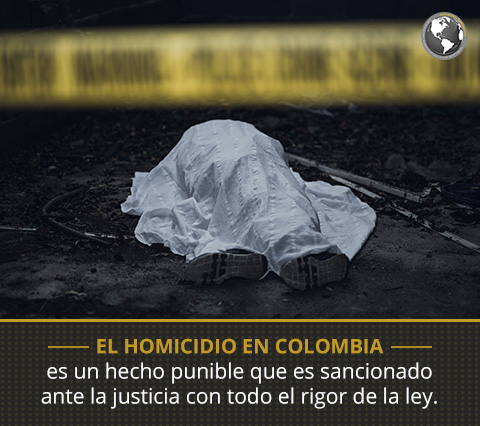 WARNING
EL HOMICIDIO EN COLOMBIA
es un hecho punible que es sancionado
ante la justicia con todo el rigor de la ley.